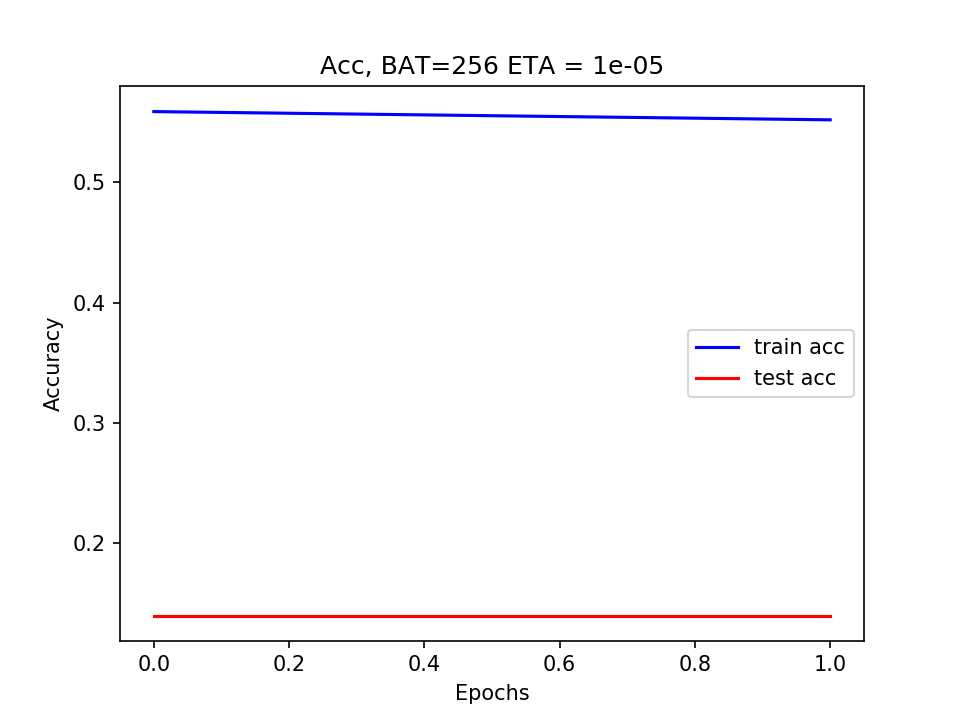 Acc, BAT=256 ETA = 1e-05
Accuracy
0.5
0.4
0.3
0.2
train acc
test acc
0.0 0.2 0.4 0.6 0.8 1.0
Epochs